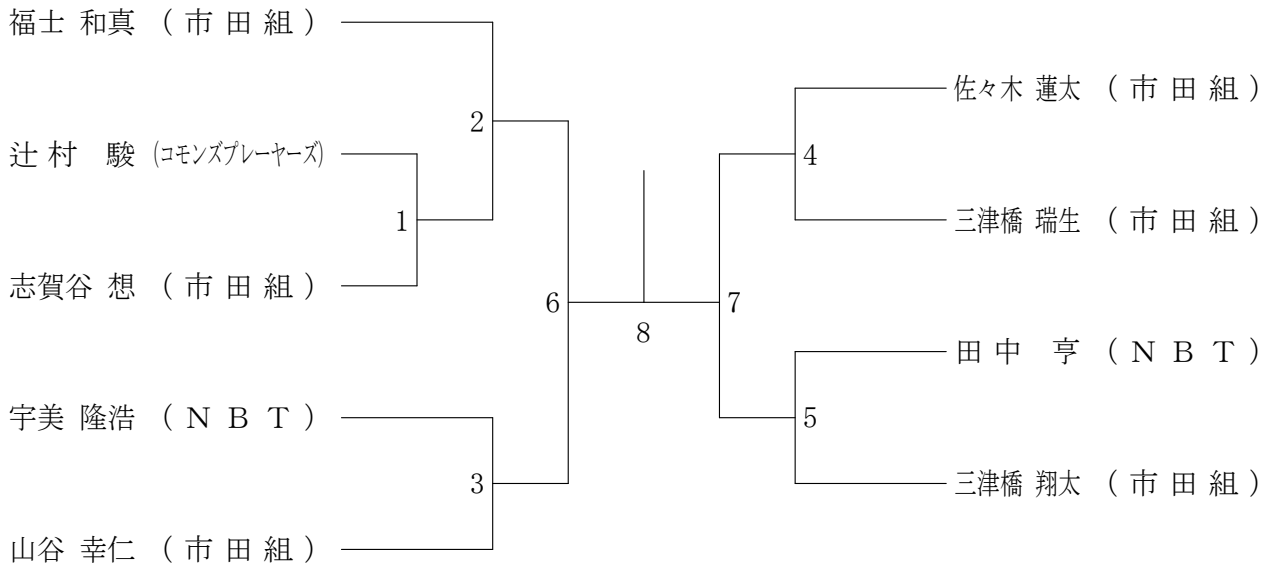 福士 和真 (市田組)
辻村 駿 (コモンズプレーヤーズ)
志賀谷 想 (市田組)
宇美 隆浩 (NBT)
山谷 幸仁 (市田組)
1
2
3
6
8
7
4
5
佐々木 蓮太 (市田組)
三津橋 瑞生 (市田組)
田中 亨 (NBT)
三津橋 翔太 (市田組)